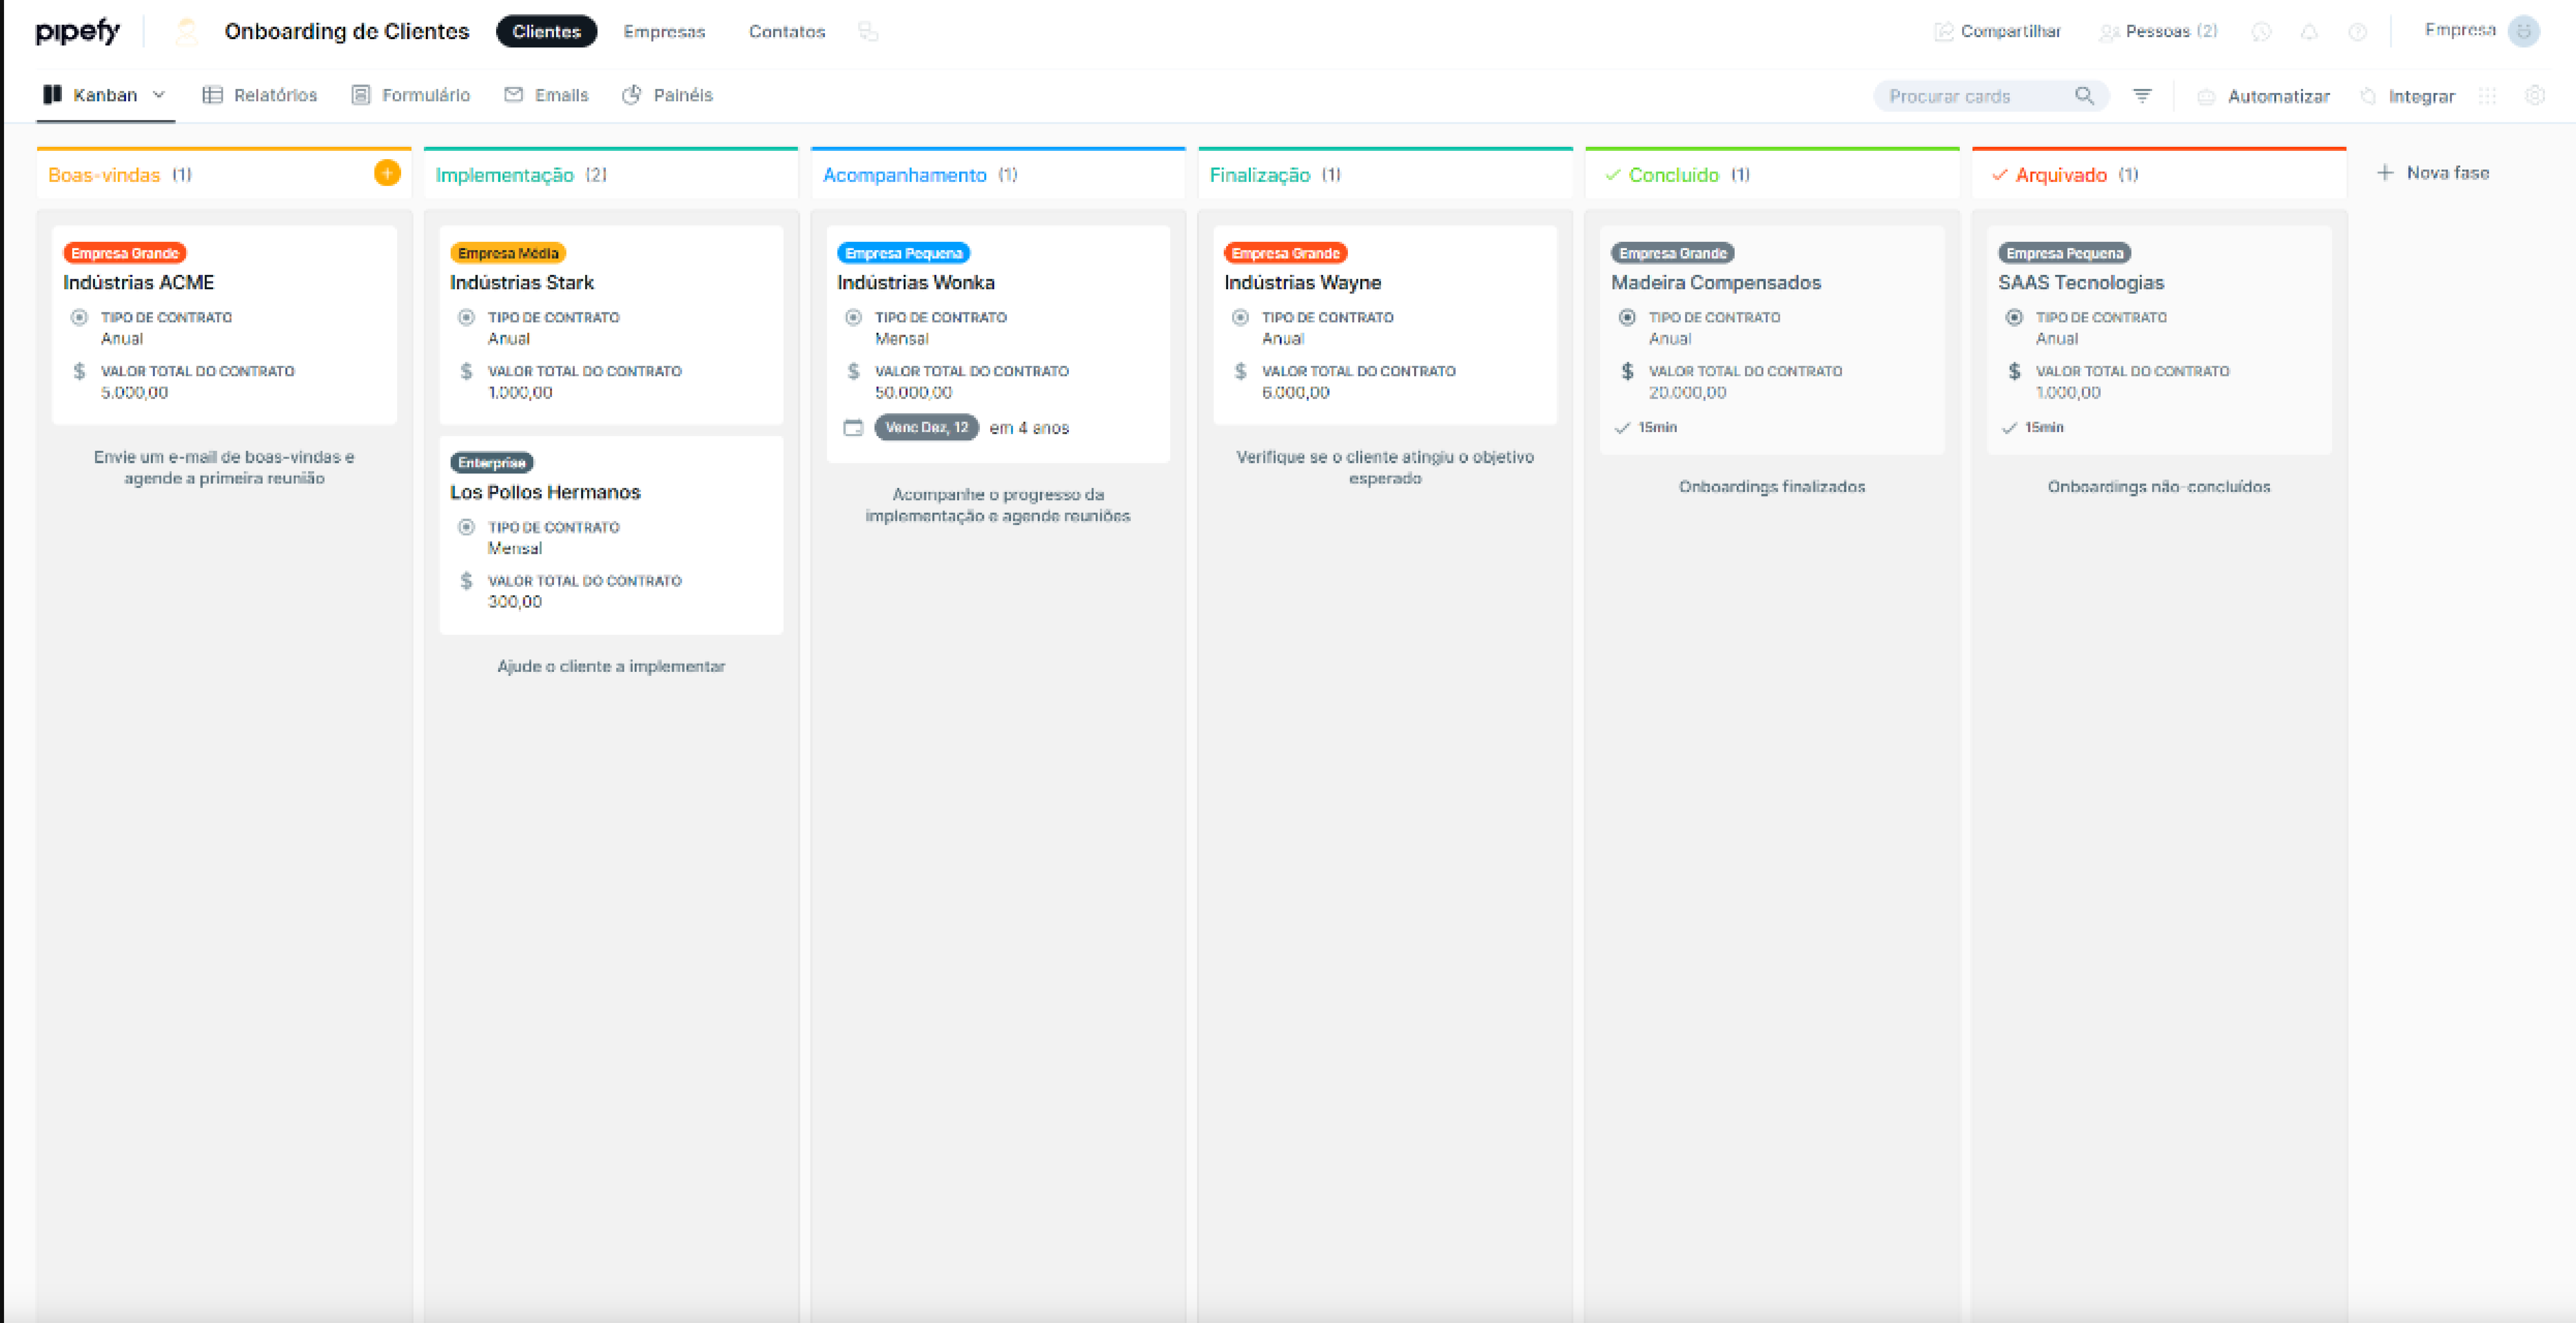 pipefy Onboarding de Clientes Clientes Empresas Contatos Compartilhar Pessoas (2) Empresa
Kanban Relatórios Formulário Emails Painéis Procurar cards Automatizar Integrar
Boas-vindas (1)
Empresa Grande
Indústrias ACME
TIPO DE CONTRATO
Anual
$ VALOR TOTAL DO CONTRATO
5.000,00
Envie um e-mail de boas-vindas e
agende a primeira reunião
Implementação (2)
Empresa Média
Indústrias Stark
TIPO DE CONTRATO
Anual
$ VALOR TOTAL DO CONTRATO
1.000,00
Enterprise
Los Pollos Hermanos
TIPO DE CONTRATO
Mensal
$ VALOR TOTAL DO CONTRATO
300,00
Ajude o cliente a implementar
Acompanhamento (1)
Empresa Pequena
Indústrias Wonka
TIPO DE CONTRATO
Mensal
$ VALOR TOTAL DO CONTRATO
50.000,00
Venc Dez, 12 em 4 anos
Acompanhe o progresso da
implementação e agende reuniões
Finalização (1)
Empresa Grande
Indústrias Wayne
TIPO DE CONTRATO
Anual
$ VALOR TOTAL DO CONTRATO
6.000,00
Verifique se o cliente atingiu o objetivo
esperado
Concluído (1)
Empresa Grande
Madeira Compensados
TIPO DE CONTRATO
Anual
$ VALOR TOTAL DO CONTRATO
20.000,00
15min
Onboardings finalizados
Arquivado (1)
Empresa Pequena
SAAS Tecnologias
TIPO DE CONTRATO
Anual
$ VALOR TOTAL DO CONTRATO
1.000,00
15min
Onboardings não-concluídos
+ Nova fase